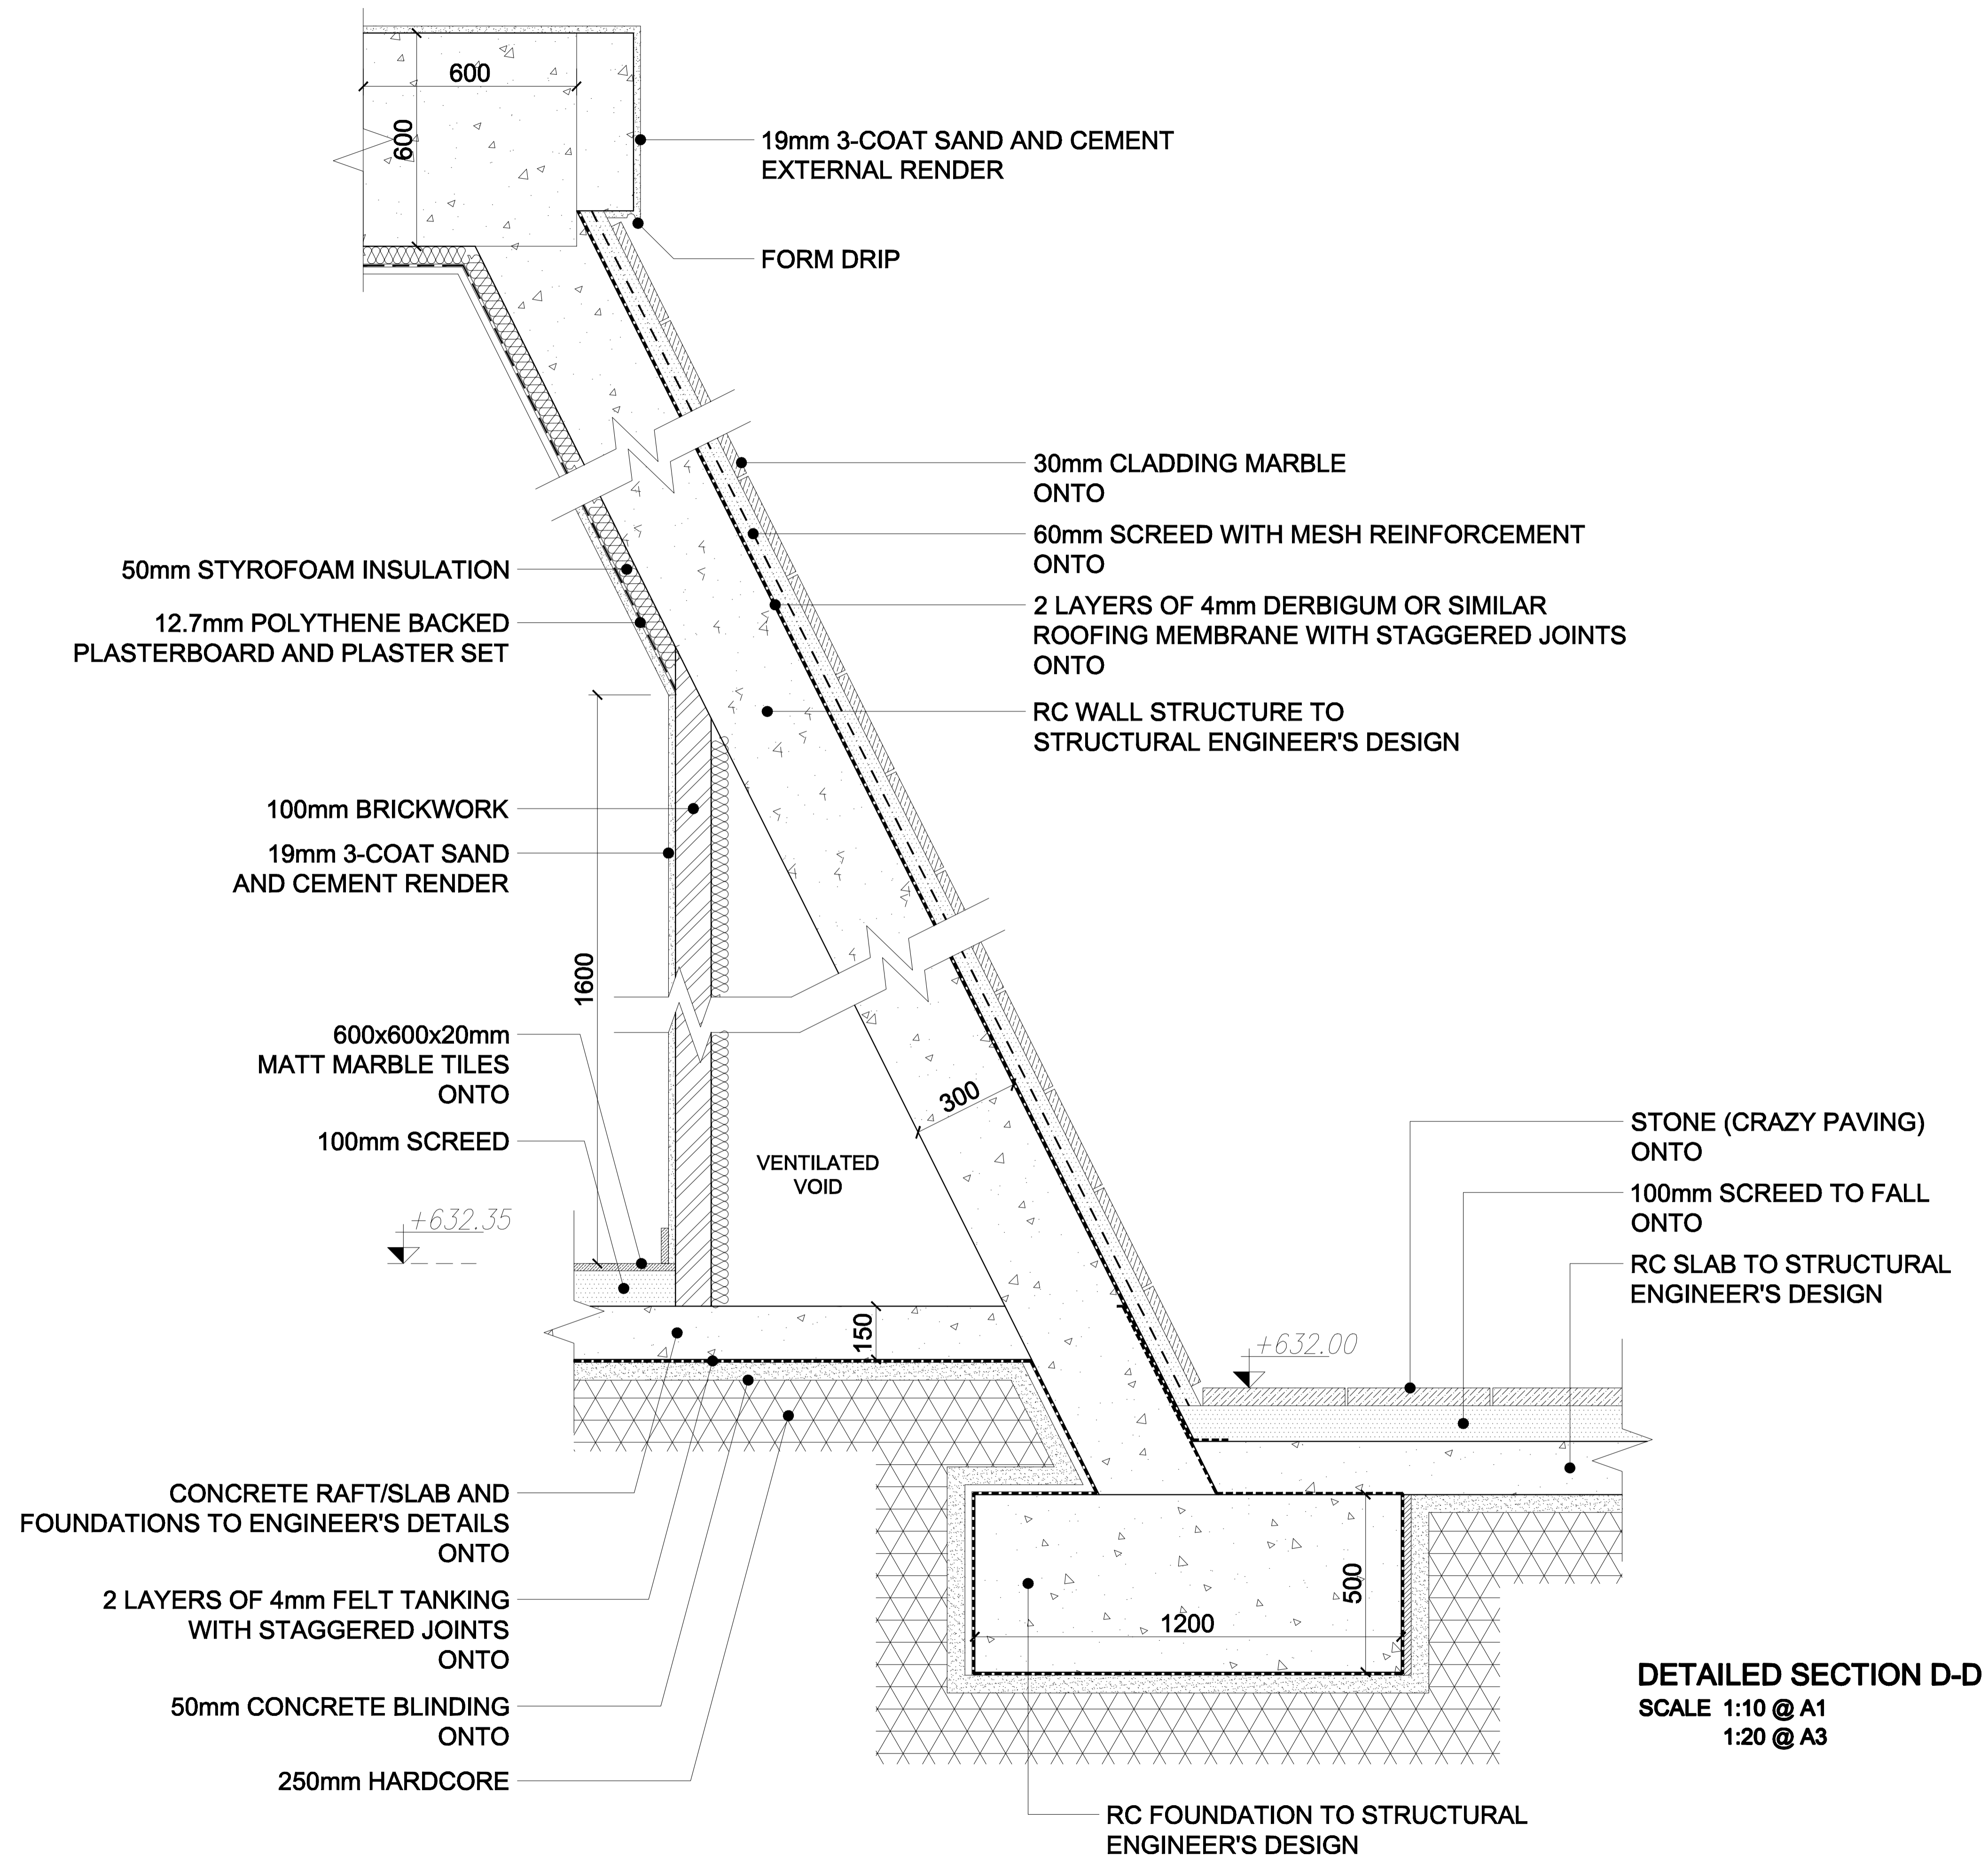 600
600
19mm 3-COAT SAND AND CEMENT
EXTERNAL RENDER
FORM DRIP
30mm CLADDING MARBLE
ONTO
60mm SCREED WITH MESH REINFORCEMENT
ONTO
2 LAYERS OF 4mm DERBIGUM OR SIMILAR
ROOFING MEMBRANE WITH STAGGERED JOINTS
ONTO
RC WALL STRUCTURE TO
STRUCTURAL ENGINEER'S DESIGN
50mm STYROFOAM INSULATION
12.7mm POLYTHENE BACKED
PLASTERBOARD AND PLASTER SET
100mm BRICKWORK
19mm 3-COAT SAND
AND CEMENT RENDER
1600
600x600x20mm
MATT MARBLE TILES
ONTO
100mm SCREED
+632.35
300
VENTILATED
VOID
150
STONE (CRAZY PAVING)
ONTO
100mm SCREED TO FALL
ONTO
RC SLAB TO STRUCTURAL
ENGINEER'S DESIGN
+632.00
CONCRETE RAFT/SLAB AND
FOUNDATIONS TO ENGINEER'S DETAILS
ONTO
2 LAYERS OF 4mm FELT TANKING
WITH STAGGERED JOINTS
ONTO
50mm CONCRETE BLINDING
ONTO
250mm HARDCORE
500
1200
RC FOUNDATION TO STRUCTURAL
ENGINEER'S DESIGN
DETAILED SECTION D-D
SCALE 1:10 @ A1
1:20 @ A3